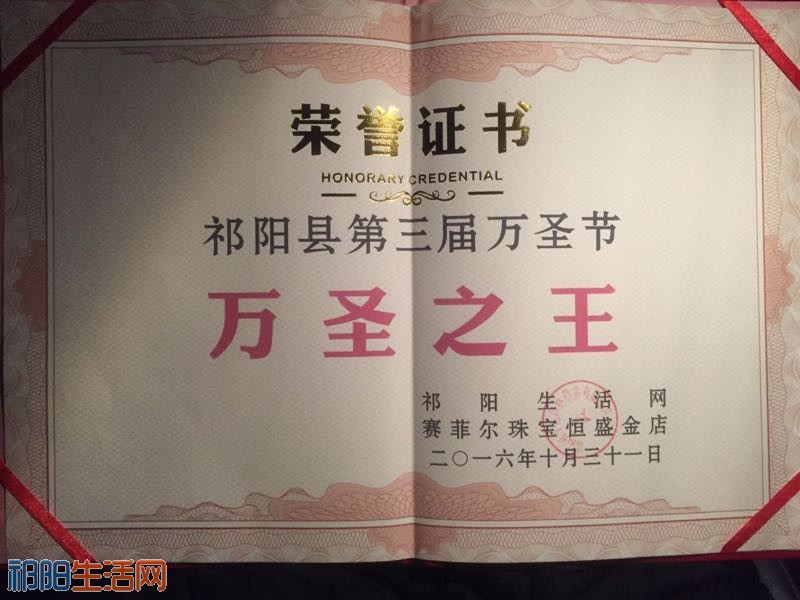 荣誉证书
HONORARY CREDENTIAL
祁阳县第三届万圣节
万圣之王
祁阳生活网
赛菲尔珠宝恒盛金店
二〇一六年十月三十一日
祁阳生活网